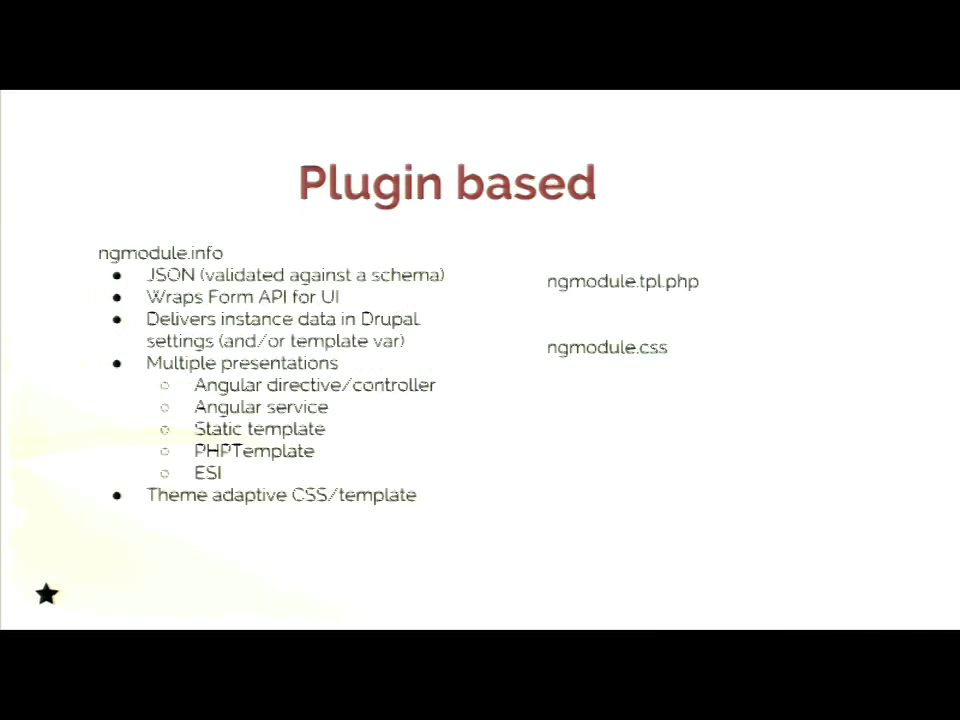 Plugin based
ngmodule.info
● JSON (validated against a schema)
● Wraps Form API for UI
● Delivers instance data in Drupal
settings (and/or template var)
● Multiple presentations
○ Angular directive/controller
○ Angular service
○ Static template
○ PHPTemplate
○ ESI
● Theme adaptive CSS/template
ngmodule.tpl.php
ngmodule.css